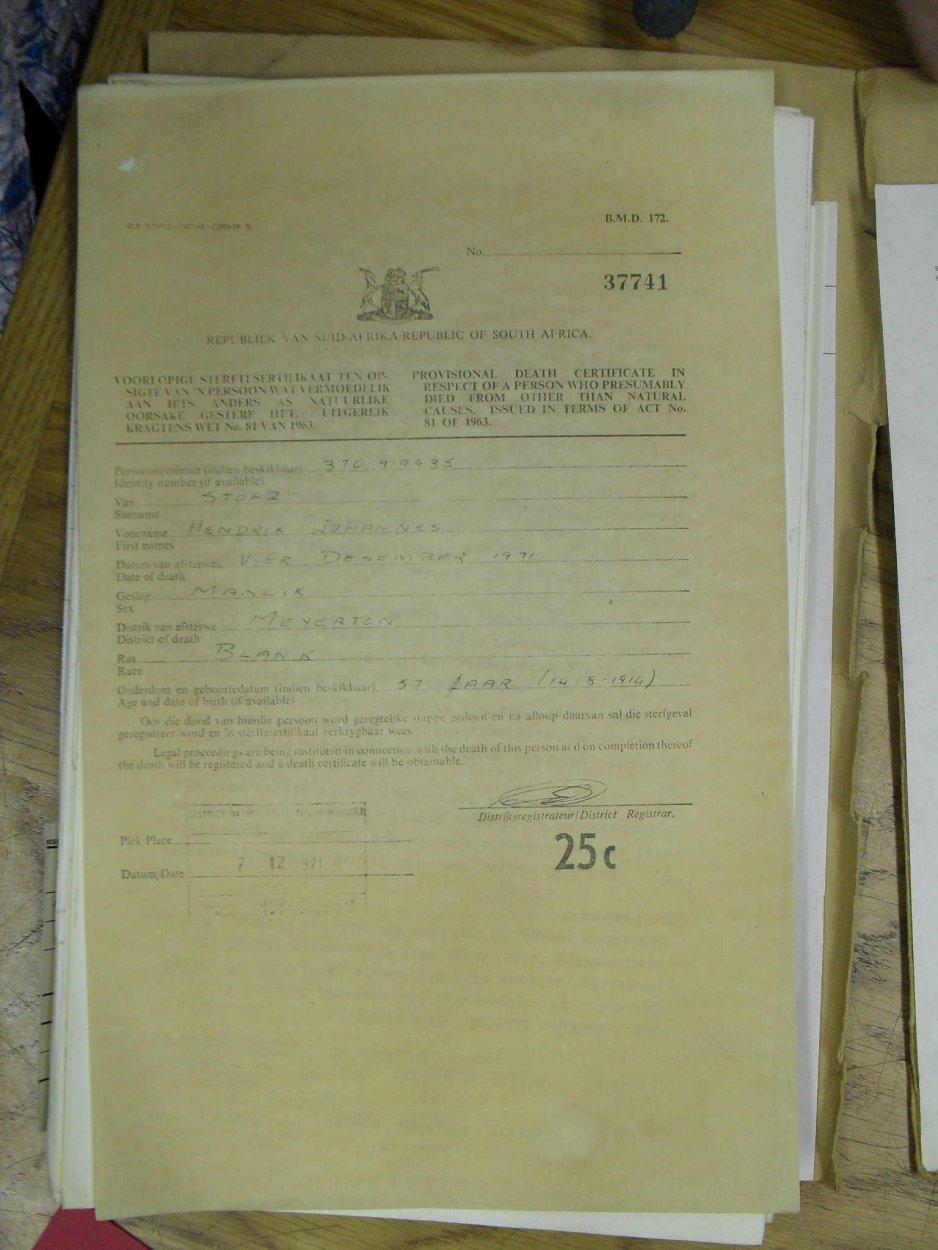 B.M.D. 172.
No.
37741
REPUBLIEK VAN SUID-AFRIKA/REPUBLIC OF SOUTH AFRICA.
VOORLOPIGE STERFTESERTIFIKAAT TEN OP-
SIGTE VAN 'N PERSOON WAT VERMOEDELIK
AAN IETS ANDERS AS NATUURLIKE
OORSAKE GESTERF HET. UITGEREIK
KRAGTENS WET No. 81 VAN 1963.
PROVISIONAL DEATH CERTIFICATE IN
RESPECT OF A PERSON WHO PRESUMABLY
DIED FROM OTHER THAN NATURAL
CAUSES. ISSUED IN TERMS OF ACT No.
81 OF 1963.
Persoonsnommer (indien beskikbaar) 370·919935
Identity number (if available)
Van STOLZ
Surname
Voorname HENDRIK JOHANNES
First names
Datum van afsterwe VIER DESEMBER 1971
Date of death
Geslag MANLIK
Sex
Distrik van afsterwe MEYERTON
District of death
Ras BLANK
Race
Ouderdom en geboortedatum (indien beskikbaar) 57 JAAR (14-8-1914)
Age and date of birth (if available)
Oor die dood van hierdie persoon word geregtelike stappe gedoen en na afloop daarvan sal die sterfgeval
geregistreer word en 'n sterftesertifikaat verkrygbaar wees
Legal proceedings are being instituted in connection with the death of this person and on completion thereof
the death will be registered and a death certificate will be obtainable.
Distriksregistrateur/District Registrar.
25c
DISTRICT
Plek/Place
Datum/Date 7 12 971